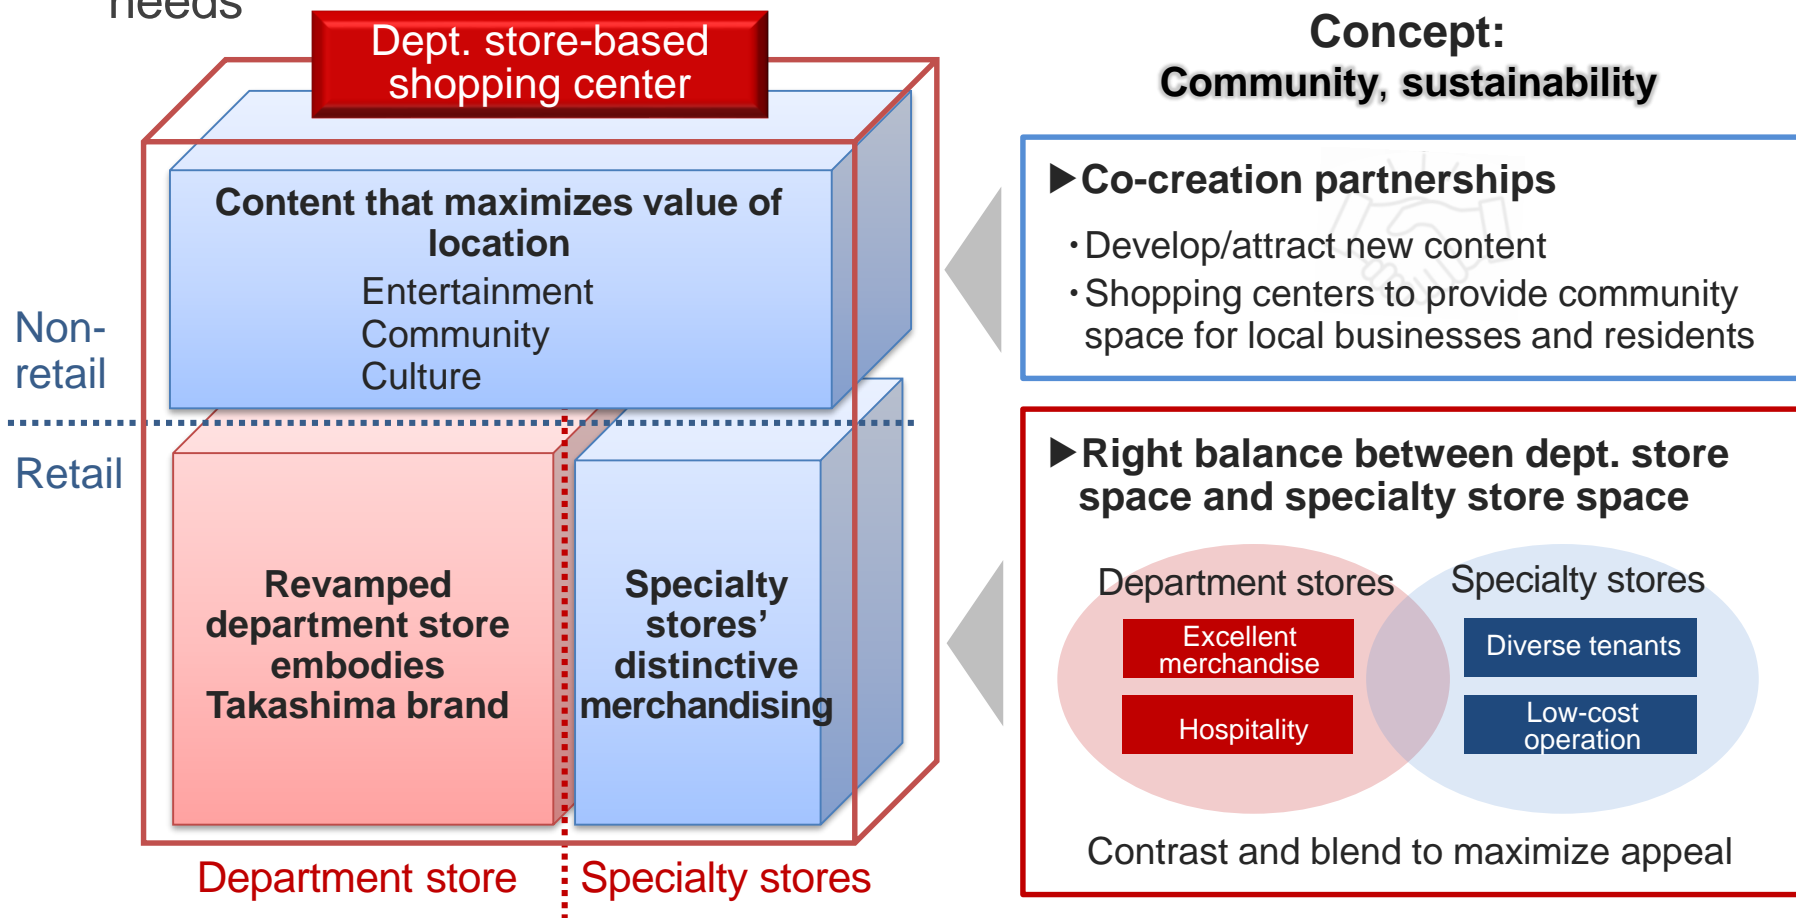 needs
Dept. store-based
shopping center
Content that maximizes value of
location
Entertainment
Community
Culture
Non-
retail
Retail
Revamped
department store
embodies
Takashima brand
Specialty
stores’
distinctive
merchandising
Department store
Specialty stores
Concept:
Community, sustainability
▶Co-creation partnerships
・Develop/attract new content
・Shopping centers to provide community
space for local businesses and residents
▶Right balance between dept. store
space and specialty store space
Department stores
Excellent
merchandise
Hospitality
Specialty stores
Diverse tenants
Low-cost
operation
Contrast and blend to maximize appeal